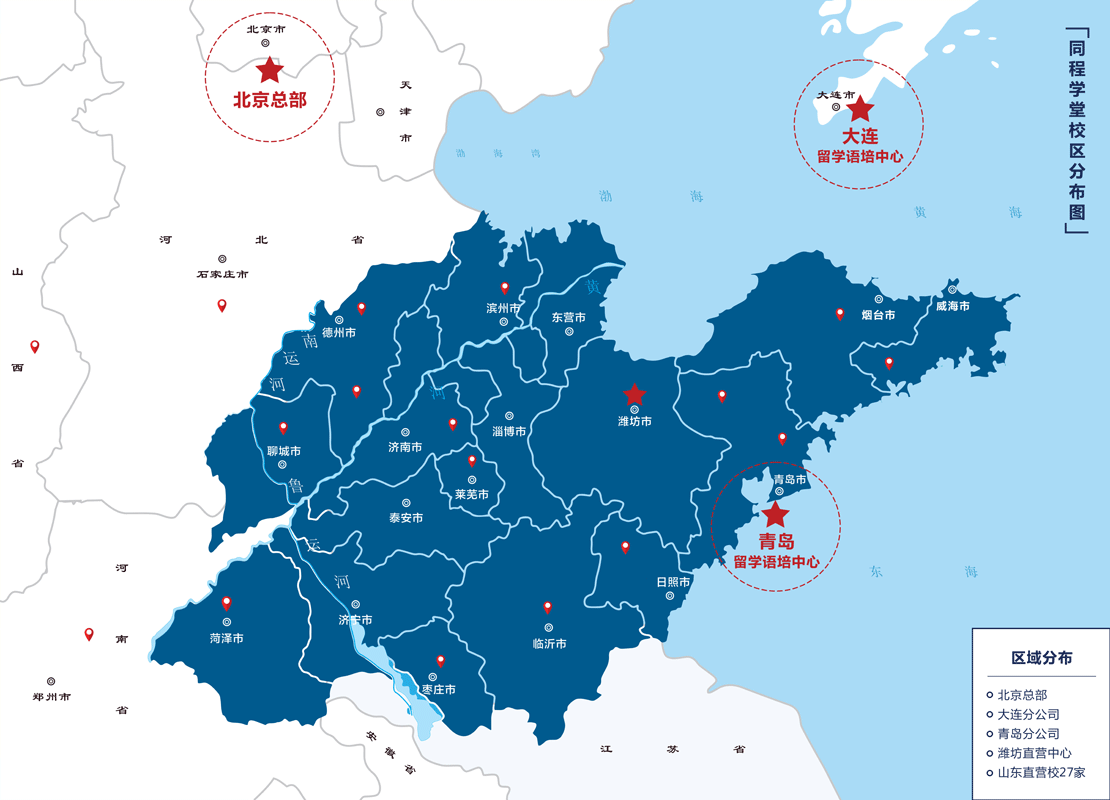 「同程学堂校区分布图」
北京市
北京总部
天津市
大连市
大连
留学语培中心
渤海湾
渤海
黄海
河北省
石家庄市
山西省
滨州市
东营市
黄
德州市
南运河
烟台市
威海市
河
潍坊市
淄博市
济南市
聊城市
莱芜市
青岛市
鲁
泰安市
青岛
留学语培中心
运
东海
河南省
河
日照市
济宁市
菏泽市
临沂市
枣庄市
郑州市
安徽省
江苏省
区域分布
北京总部
大连分公司
青岛分公司
潍坊直营中心
山东直营校27家